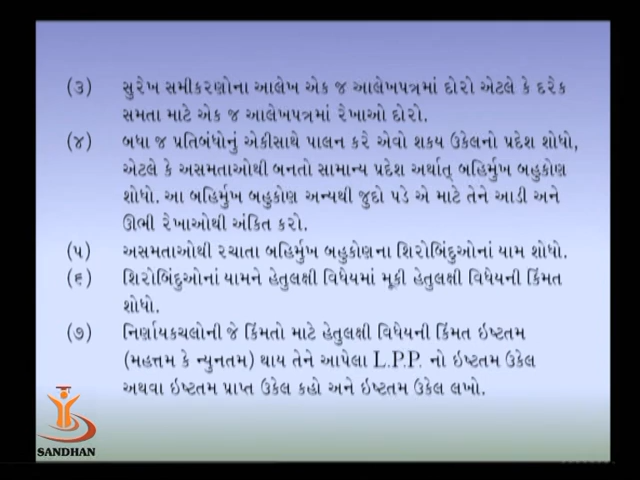 (૩) સુરેખ સમીકરણોના આલેખ એક જ આલેખપત્રમાં દોરો એટલે કે દરેક
સમતા માટે એક જ આલેખપત્રમાં રેખાઓ દોરો.
(૪) બધા જ પ્રતિબંધોનું એકીસાથે પાલન કરે એવો શકય ઉકેલનો પ્રદેશ શોધો,
એટલે કે અસમતાઓથી બનતો સામાન્ય પ્રદેશ અર્થાત્ બહિર્મુખ બહુકોણ
શોધો. આ બહિર્મુખ બહુકોણ અન્યથી જુદો પડે એ માટે તેને આડી અને
ઊભી રેખાઓથી અંકિત કરો.
(૫) અસમતાઓથી રચાતા બહિર્મુખ બહુકોણના શિરોબિંદુઓનાં યામ શોધો.
(૬) શિરોબિંદુઓનાં યામને હેતુલક્ષી વિધેયમાં મૂકી હેતુલક્ષી વિધેયની કિંમત
શોધો.
(૭) નિર્ણાયકચલોની જે કિંમતો માટે હેતુલક્ષી વિધેયની કિંમત ઇષ્ટતમ
(મહત્તમ કે ન્યુનતમ) થાય તેને આપેલા L.P.P. નો ઇષ્ટતમ ઉકેલ
અથવા ઇષ્ટતમ પ્રાપ્ત ઉકેલ કહો અને ઇષ્ટતમ ઉકેલ લખો.
SANDHAN